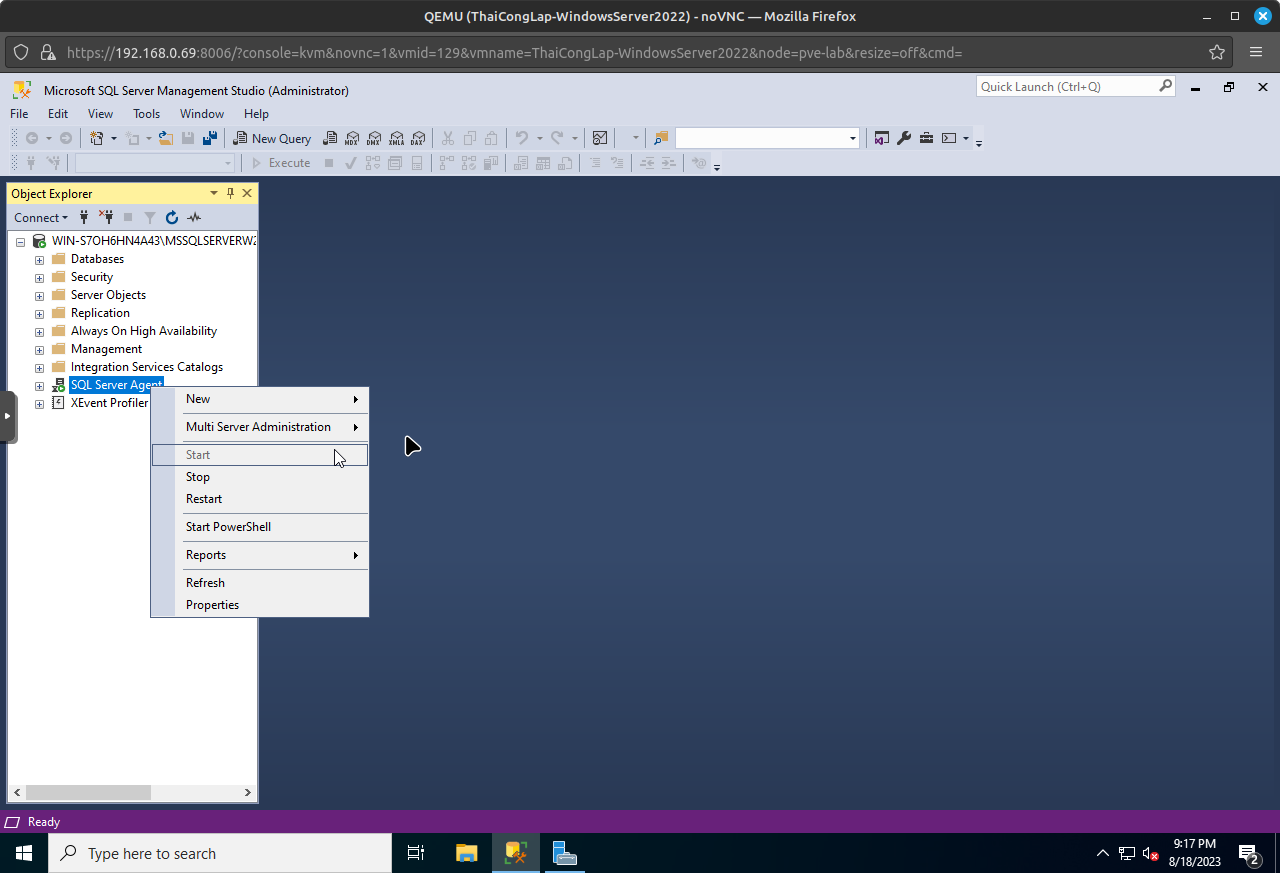 QEMU (ThaiCongLap-WindowsServer2022) - noVNC — Mozilla Firefox
https://192.168.0.69:8006/?console=kvm&novnc=1&vmid=129&vmname=ThaiCongLap-WindowsServer2022&node=pve-lab&resize=off&cmd=
Microsoft SQL Server Management Studio (Administrator)
Quick Launch (Ctrl+Q)
File Edit View Tools Window Help
New Query MDX DMX XMLA DAX
Execute
Object Explorer
Connect
WIN-S7OH6HN4A43\MSSQLSERVERW2
Databases
Security
Server Objects
Replication
Always On High Availability
Management
Integration Services Catalogs
SQL Server Agent
XEvent Profiler
New
Multi Server Administration
Start
Stop
Restart
Start PowerShell
Reports
Refresh
Properties
Ready
Type here to search
9:17 PM
8/18/2023
2